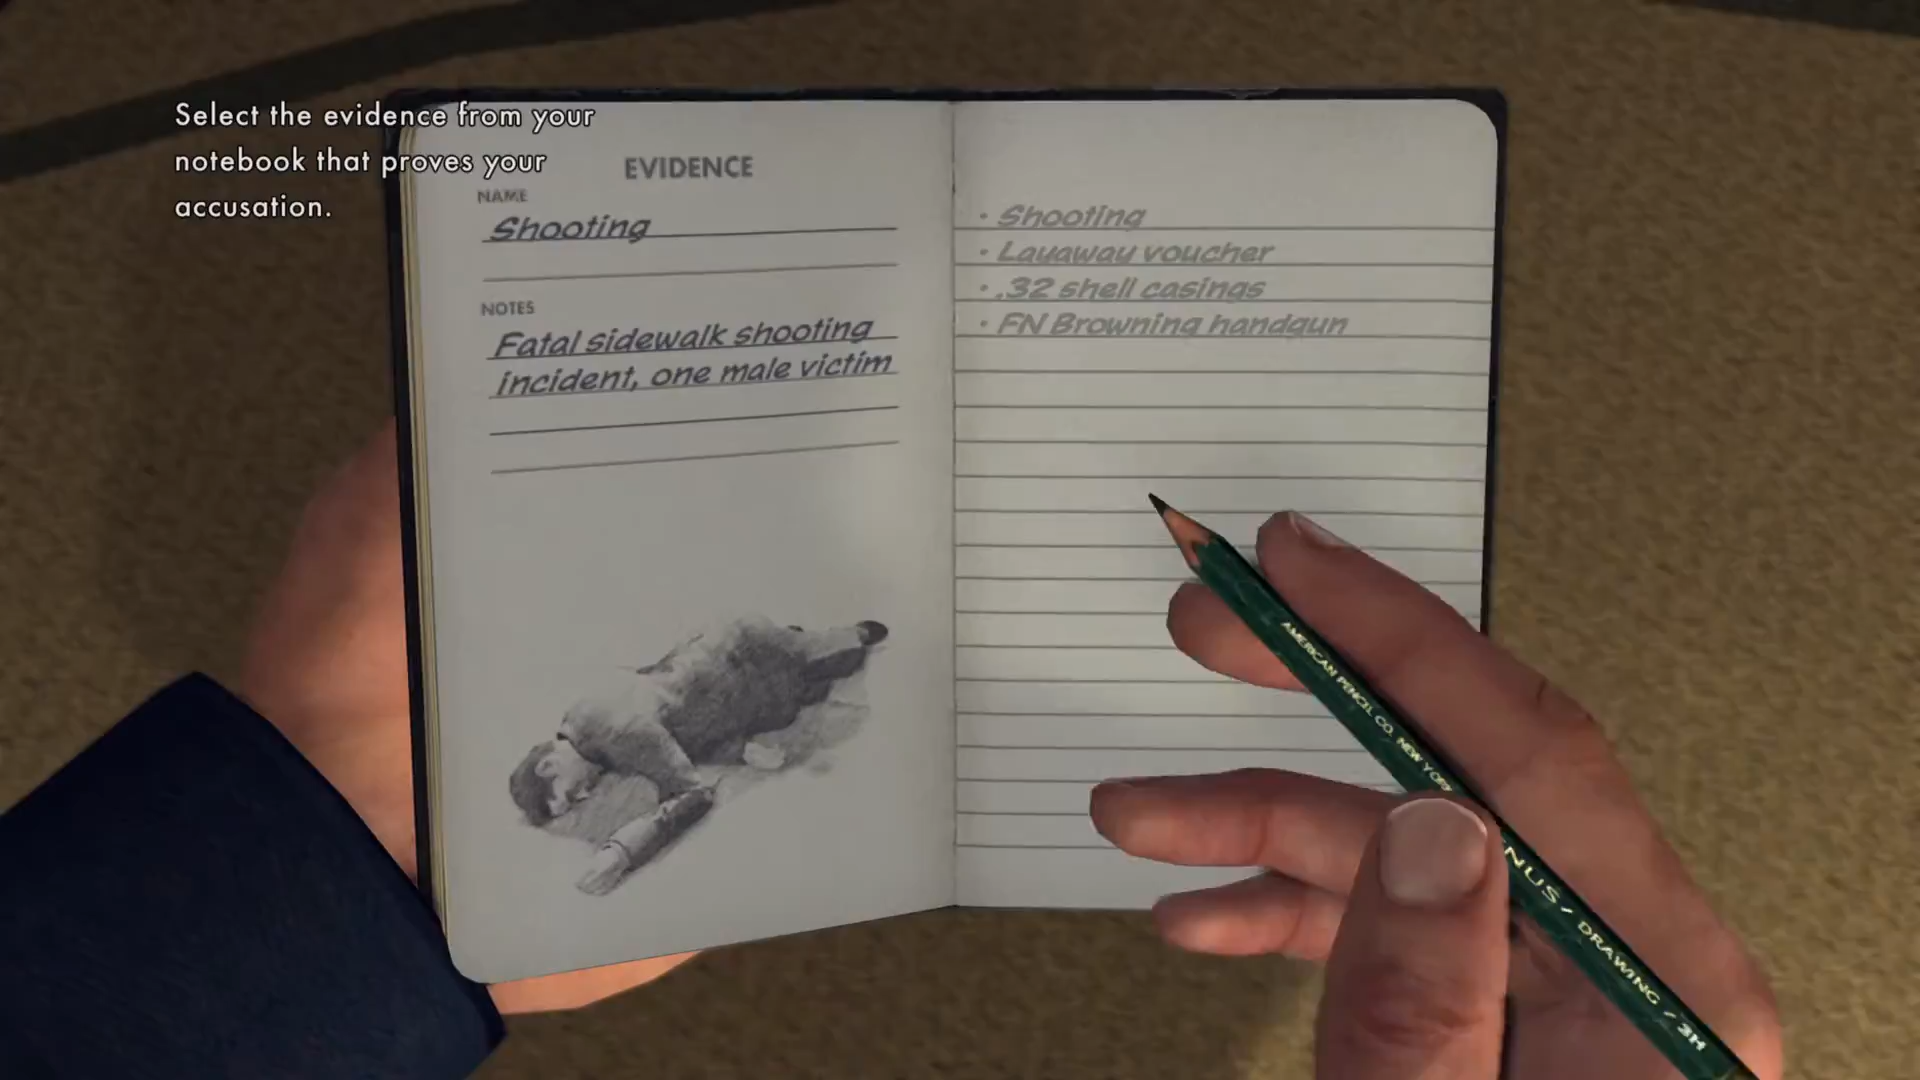 Select the evidence from your
notebook that proves your
accusation.
EVIDENCE
NAME
Shooting
NOTES
Fatal sidewalk shooting
incident, one male victim
• Shooting
• Layaway voucher
• .32 shell casings
• FN Browning handgun
AMERICAN PENCIL CO. NEW YORK
ENUS / DRAWING / 3H